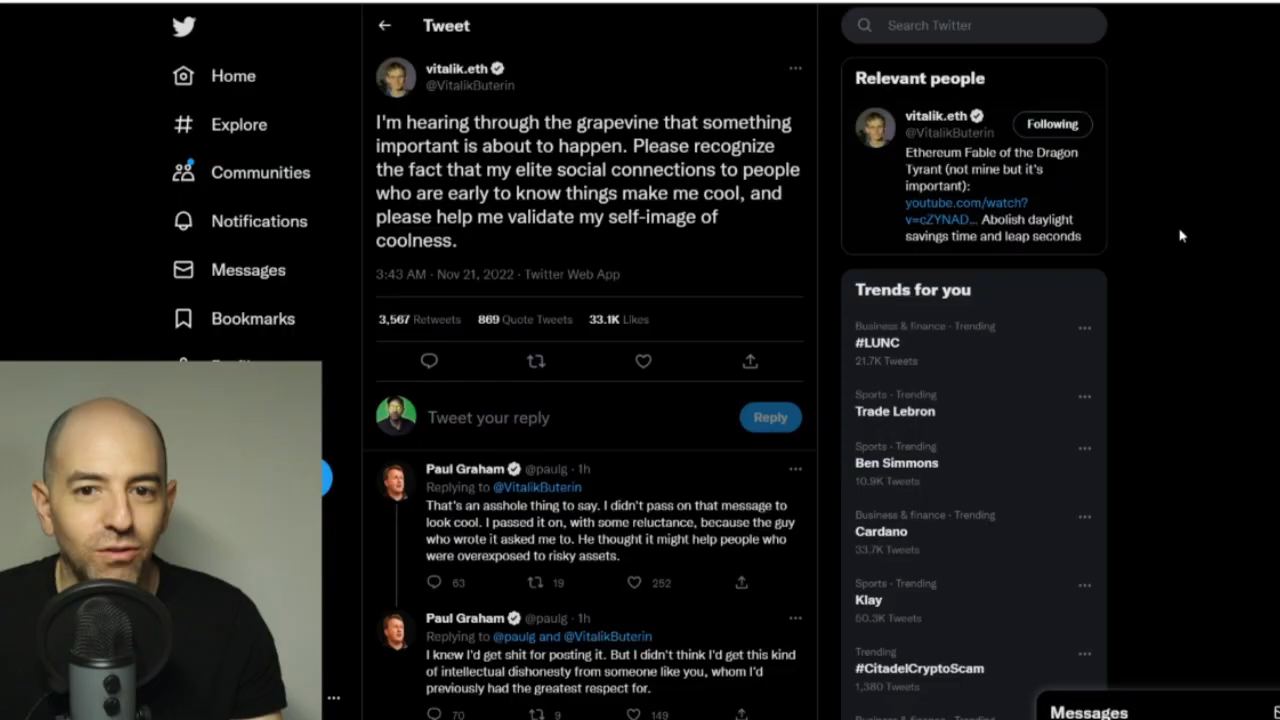 Home
Explore
Communities
Notifications
Messages
Bookmarks
Tweet
vitalik.eth
@VitalikButerin
I'm hearing through the grapevine that something
important is about to happen. Please recognize
the fact that my elite social connections to people
who are early to know things make me cool, and
please help me validate my self-image of
coolness.
3:43 AM · Nov 21, 2022 · Twitter Web App
3,567 Retweets 869 Quote Tweets 33.1K Likes
Tweet your reply
Reply
Paul Graham @paulg · 1h
Replying to @VitalikButerin
That's an asshole thing to say. I didn't pass on that message to
look cool. I passed it on, with some reluctance, because the guy
who wrote it asked me to. He thought it might help people who
were overexposed to risky assets.
63 19 252
Paul Graham @paulg · 1h
Replying to @paulg and @VitalikButerin
I knew I'd get shit for posting it. But I didn't think I'd get this kind
of intellectual dishonesty from someone like you, whom I'd
previously had the greatest respect for.
70 9 149
Search Twitter
Relevant people
vitalik.eth
@VitalikButerin
Following
Ethereum Fable of the Dragon
Tyrant (not mine but it's
important):
youtube.com/watch?
v=cZYNAD... Abolish daylight
savings time and leap seconds
Trends for you
Business & finance · Trending
#LUNC
21.7K Tweets
Sports · Trending
Trade Lebron
Sports · Trending
Ben Simmons
10.9K Tweets
Business & finance · Trending
Cardano
33.7K Tweets
Sports · Trending
Klay
60.3K Tweets
Trending
#CitadelCryptoScam
1,380 Tweets
Messages